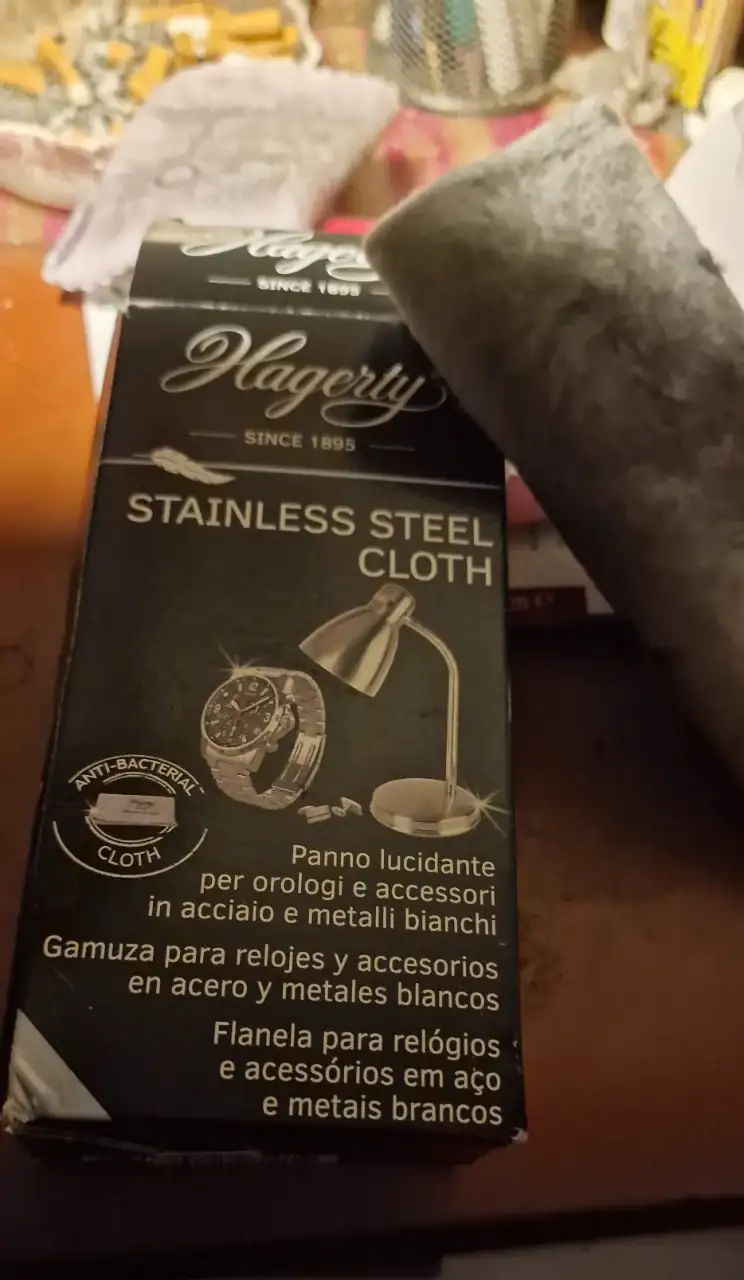 Hagerty
SINCE 1895
Hagerty
SINCE 1895
STAINLESS STEEL
CLOTH
ANTI-BACTERIAL
Hagerty
CLOTH
Panno lucidante
per orologi e accessori
in acciaio e metalli bianchi
Gamuza para relojes y accesorios
en acero y metales blancos
Flanela para relógios
e acessórios em aço
e metais brancos